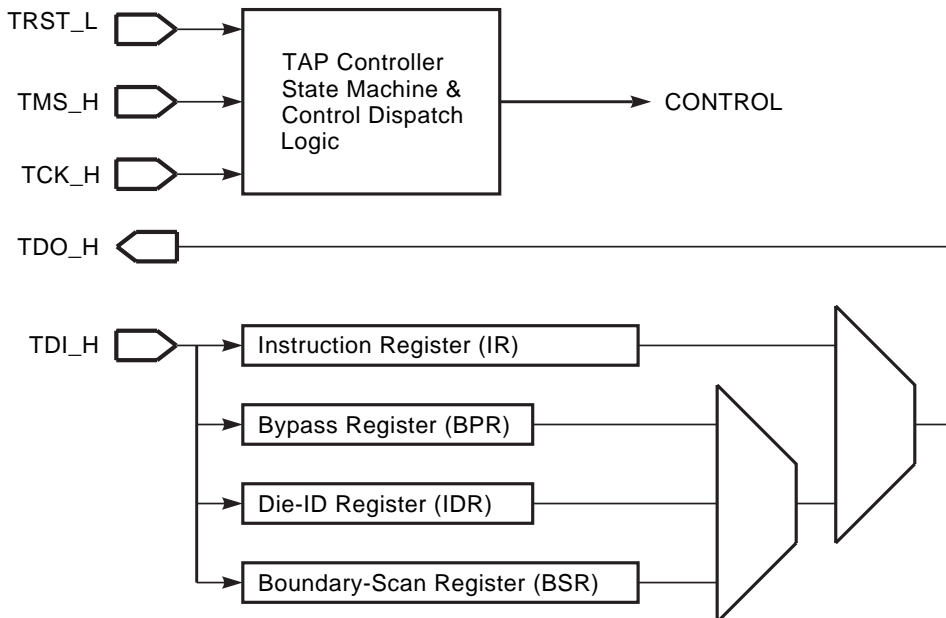 TRST_L
TMS_H
TCK_H
TAP Controller
State Machine &
Control Dispatch
Logic
CONTROL
TDO_H
TDI_H
Instruction Register (IR)
Bypass Register (BPR)
Die-ID Register (IDR)
Boundary-Scan Register (BSR)